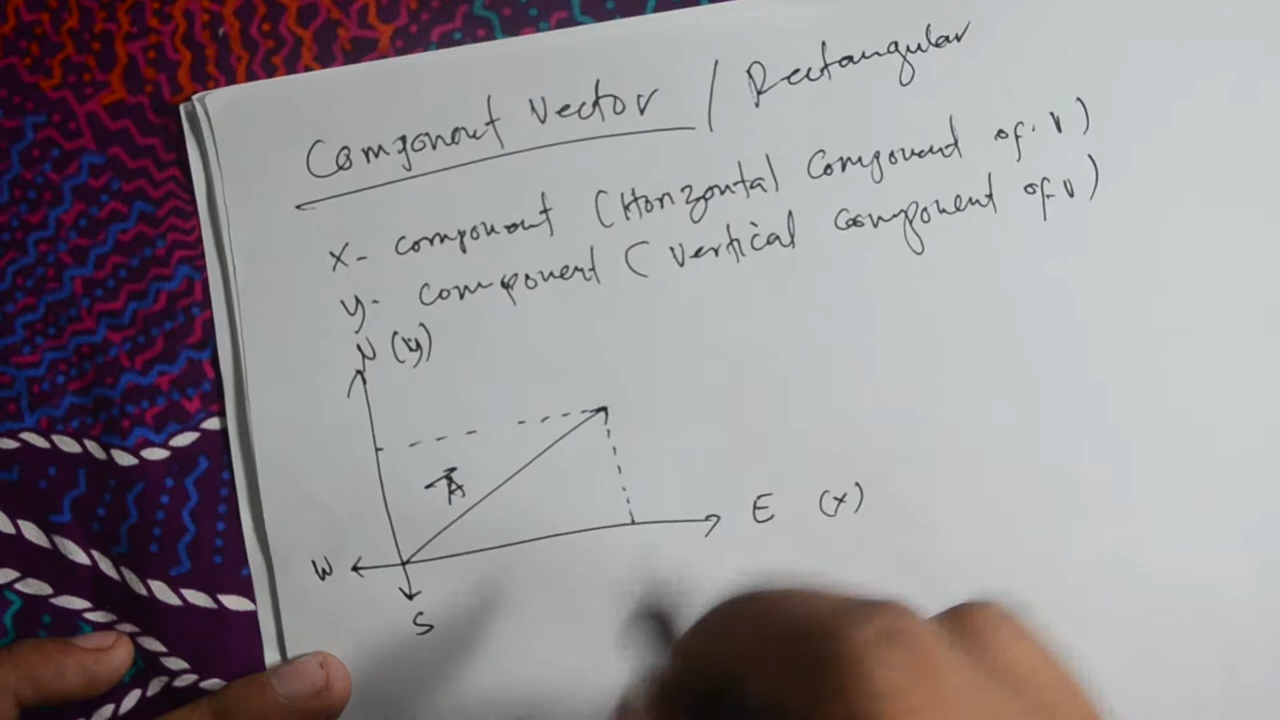 Component Vector / Rectangular
x- component (Horizontal component of v)
y- component (vertical component of v)
N (y)
A
E (x)
W
S